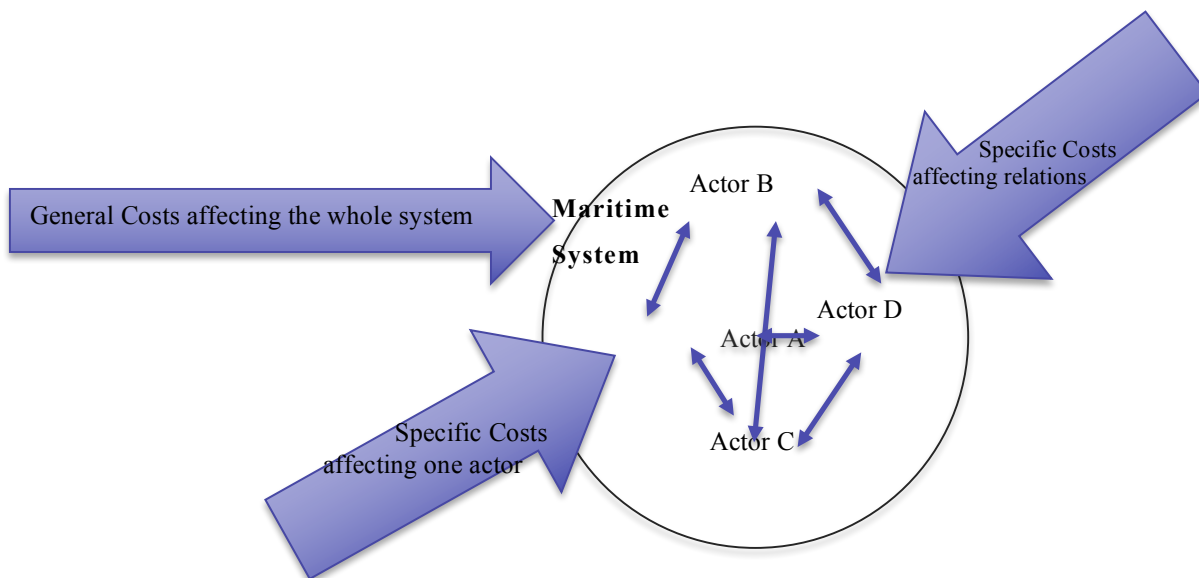 Specific Costs
affecting relations
Actor B
General Costs affecting the whole system
Maritime
System
Actor D
Actor A
Actor C
Specific Costs
affecting one actor